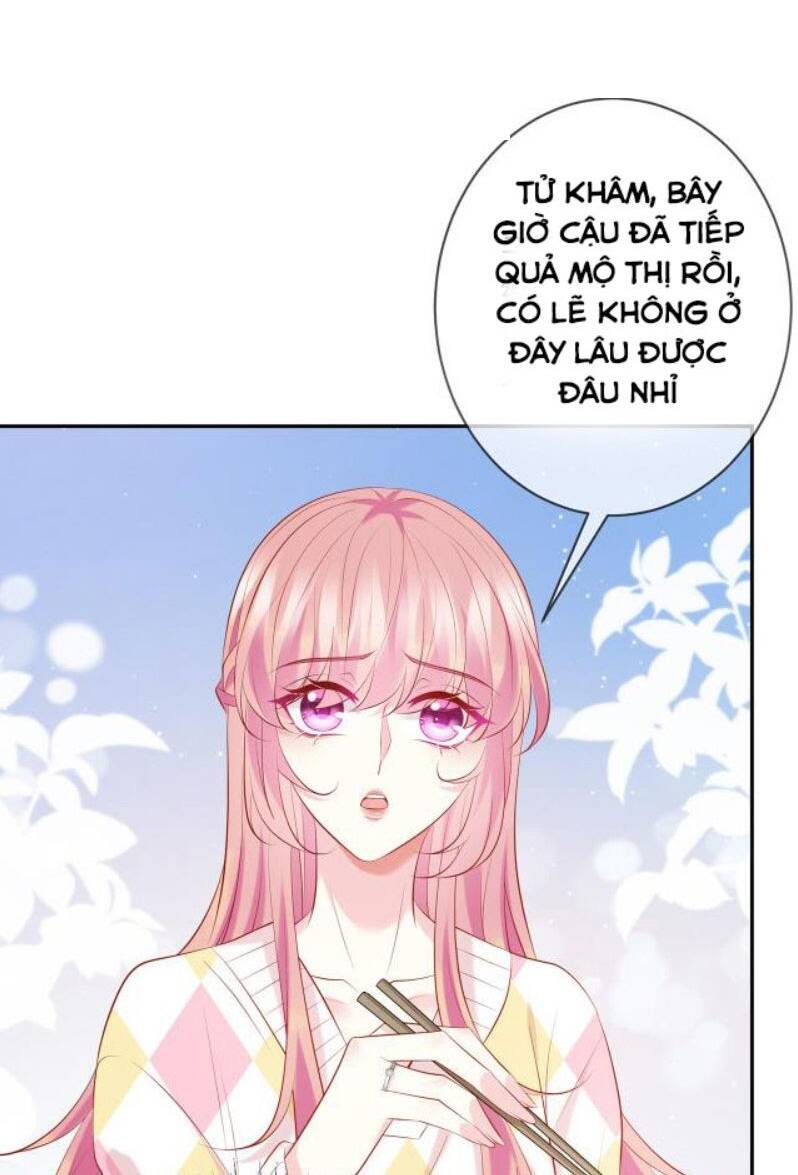 TỬ KHÂM, BÂY
GIỜ CẬU ĐÃ TIẾP
QUẢ MỘ THỊ RỒI,
CÓ LẼ KHÔNG Ở
ĐÂY LÂU ĐƯỢC
ĐÂU NHỈ